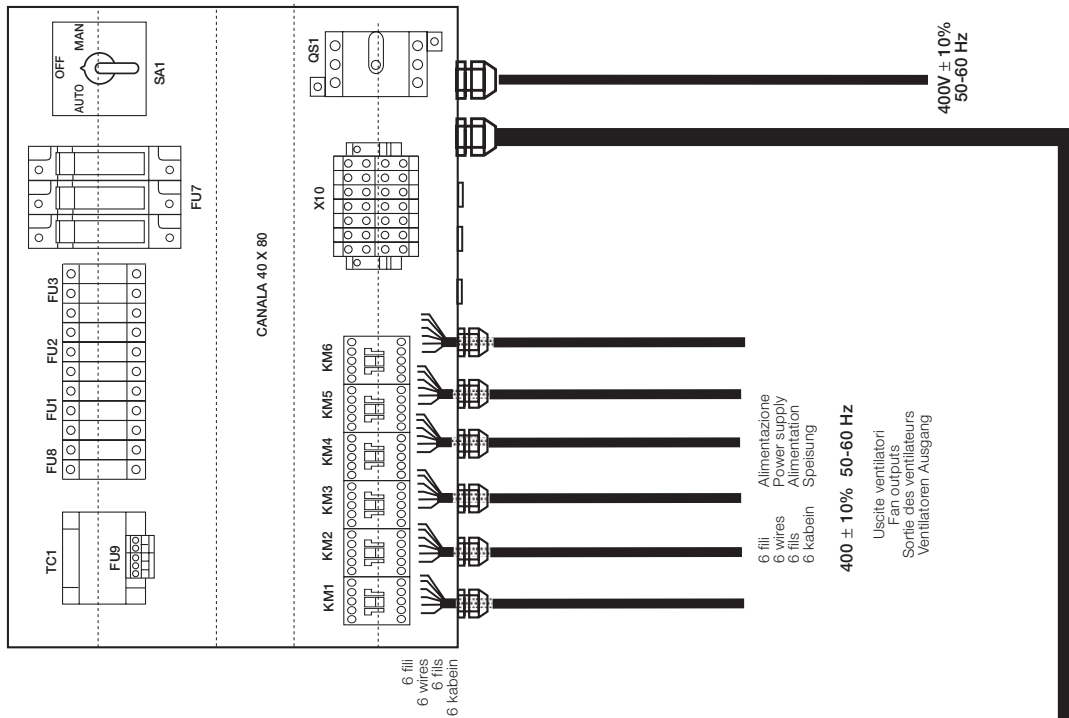 MAN
OFF
AUTO
SA1
FU7
FU3
FU2
FU1
FU8
TC1
FU9
CANALA 40 X 80
QS1
X10
KM6
KM5
KM4
KM3
KM2
KM1
6 fili
6 wires
6 fils
6 kabein
400V ± 10%
50-60 Hz
6 fili Alimentazione
6 wires Power supply
6 fils Alimentation
6 kabein Speisung
400 ± 10% 50-60 Hz
Uscite ventilatori
Fan outputs
Sortie des ventilateurs
Ventilatoren Ausgang